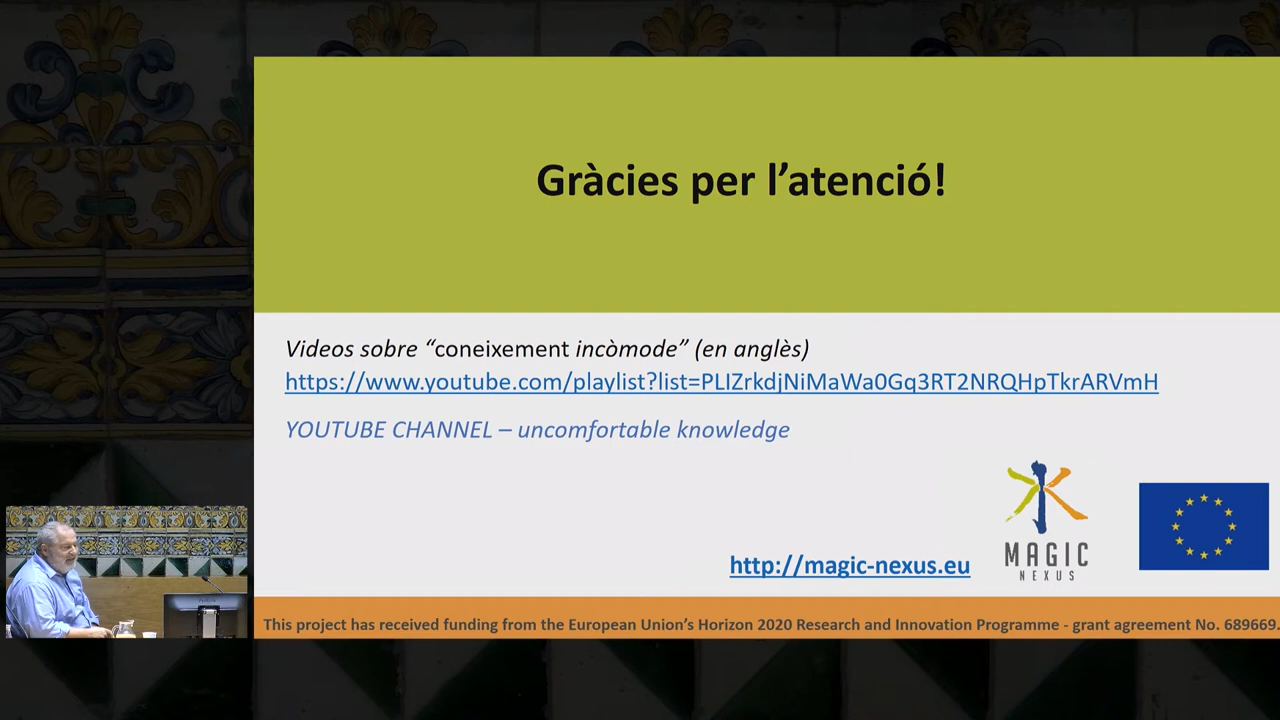 Gràcies per l’atenció!
Videos sobre “coneixement incòmode” (en anglès)
https://www.youtube.com/playlist?list=PLIZrkdjNiMaWa0Gq3RT2NRQHpTkrARVmH
YOUTUBE CHANNEL – uncomfortable knowledge
http://magic-nexus.eu
MAGIC
NEXUS
This project has received funding from the European Union’s Horizon 2020 Research and Innovation Programme - grant agreement No. 689669.